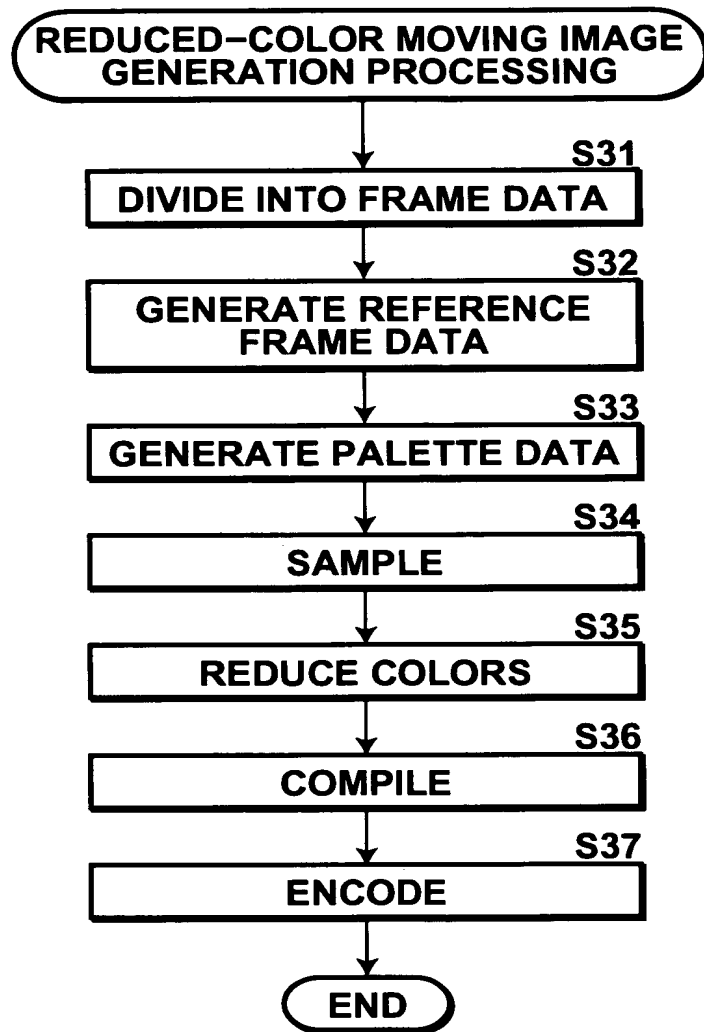 REDUCED-COLOR MOVING IMAGE
GENERATION PROCESSING
S31
DIVIDE INTO FRAME DATA
S32
GENERATE REFERENCE
FRAME DATA
S33
GENERATE PALETTE DATA
S34
SAMPLE
S35
REDUCE COLORS
S36
COMPILE
S37
ENCODE
END